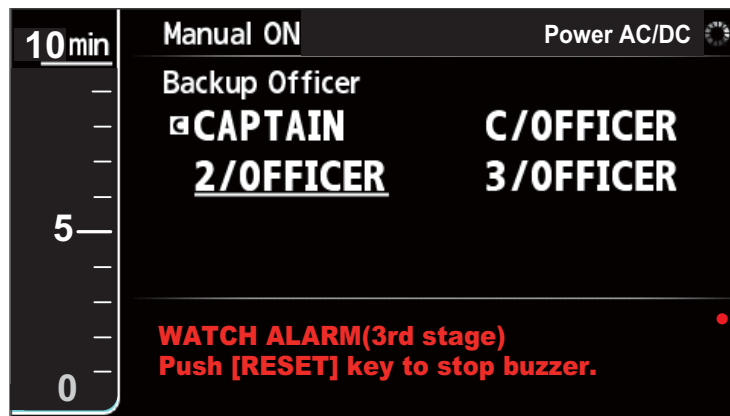 10min
Manual ON Power AC/DC
Backup Officer
C CAPTAIN C/OFFICER
2/OFFICER 3/OFFICER
5
WATCH ALARM(3rd stage)
Push [RESET] key to stop buzzer.
0